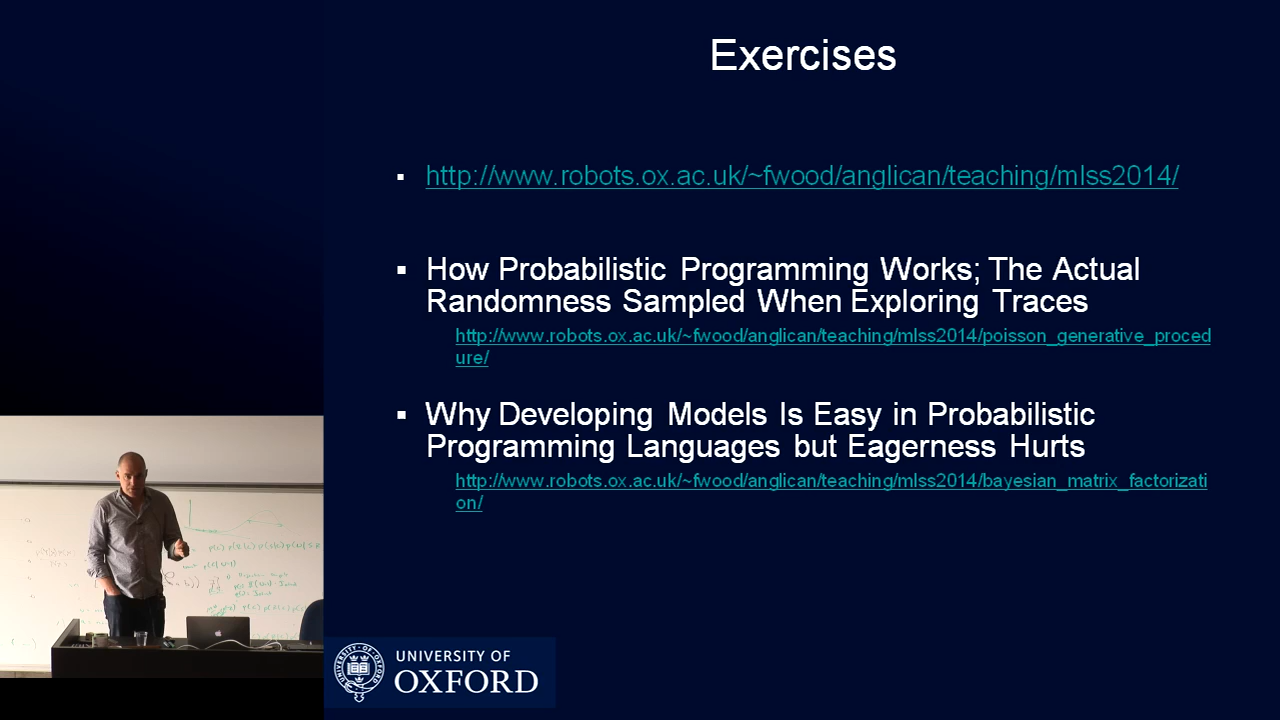 Exercises
http://www.robots.ox.ac.uk/~fwood/anglican/teaching/mlss2014/
How Probabilistic Programming Works; The Actual
Randomness Sampled When Exploring Traces
http://www.robots.ox.ac.uk/~fwood/anglican/teaching/mlss2014/poisson_generative_proced
ure/
Why Developing Models Is Easy in Probabilistic
Programming Languages but Eagerness Hurts
http://www.robots.ox.ac.uk/~fwood/anglican/teaching/mlss2014/bayesian_matrix_factorizati
on/
UNIVERSITY OF
OXFORD